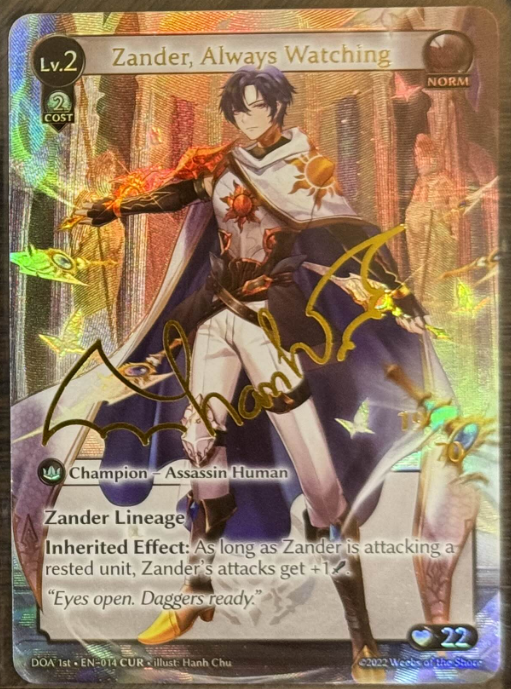 Lv.2
Zander, Always Watching
NORM
2
COST
hanh
Champion – Assassin Human
Zander Lineage
Inherited Effect: As long as Zander is attacking a
rested unit, Zander's attacks get +1.
"Eyes open. Daggers ready."
22
DOA 1st • EN-014 CUR • illust: Hanh Chu
©2022 Weebs of the Shore